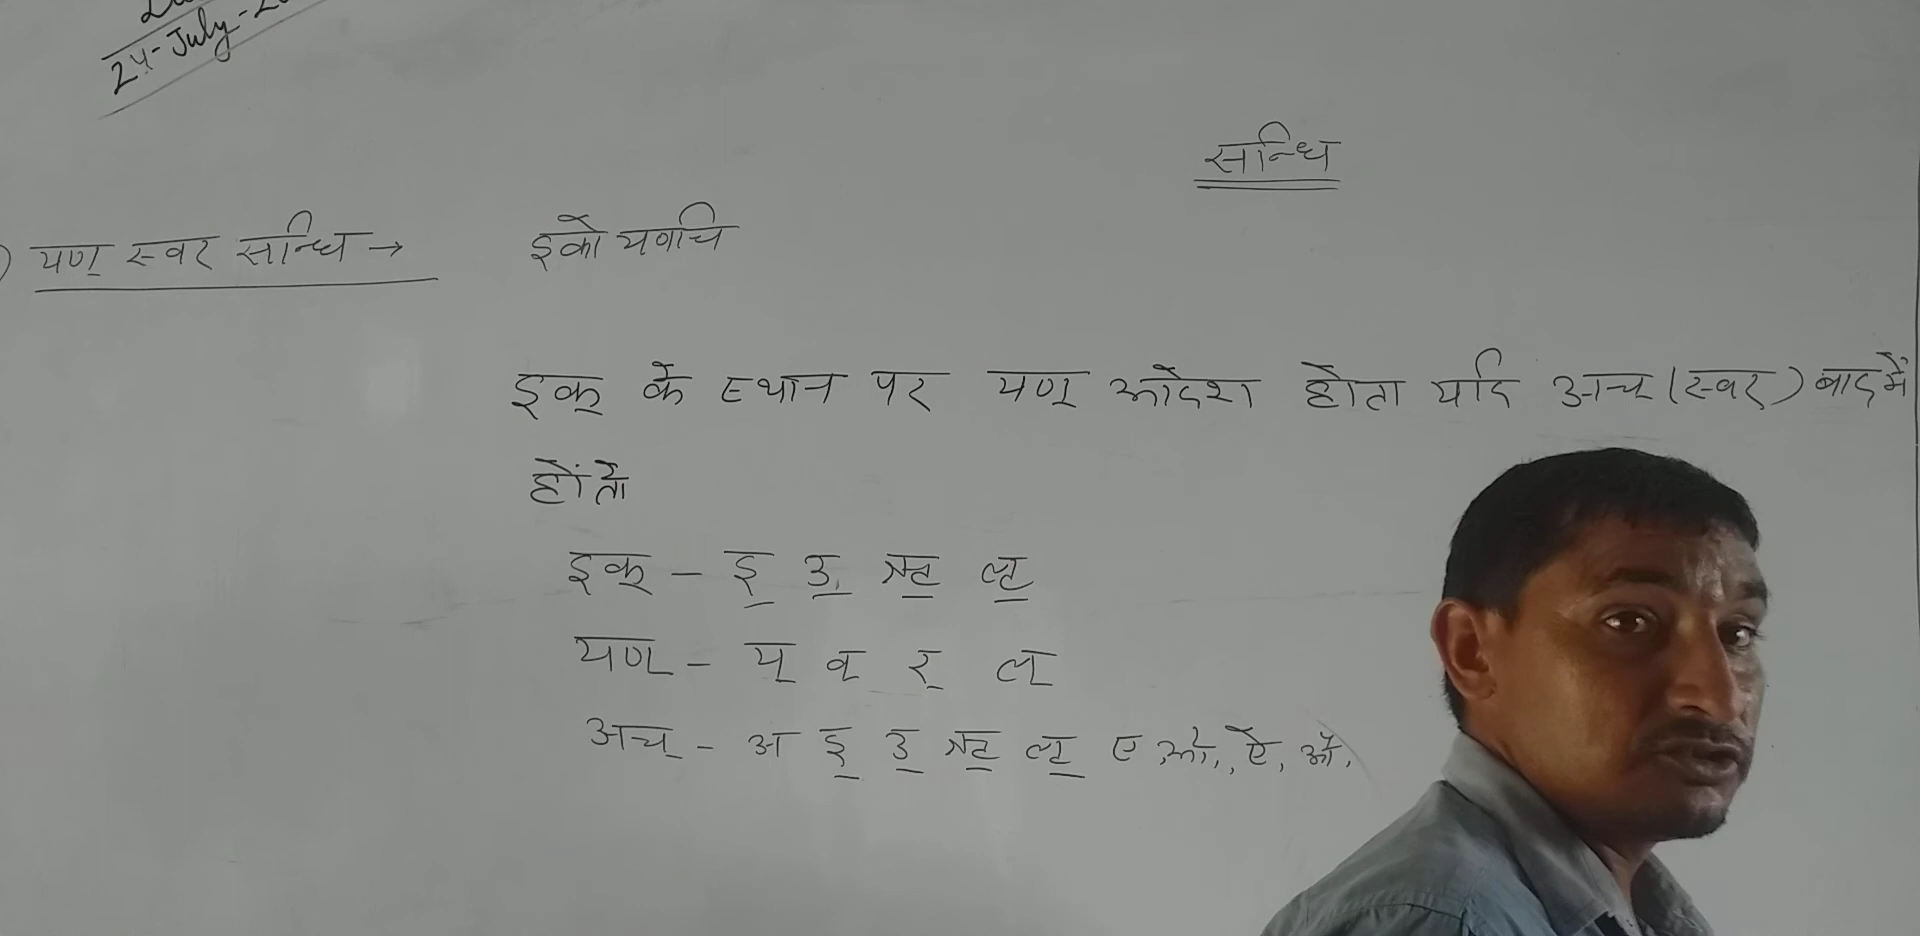 24-July-
सन्धि
यण् स्वर सन्धि → इको यणचि
इक् के स्थान पर यण् आदेश होता यदि अच् (स्वर) बाद में
हों तो
इक् - इ उ, ऋ ऌ
यण् - य् व् र् ल्
अच् - अ इ उ ऋ ऌ ए, ओ, ऐ, औ,